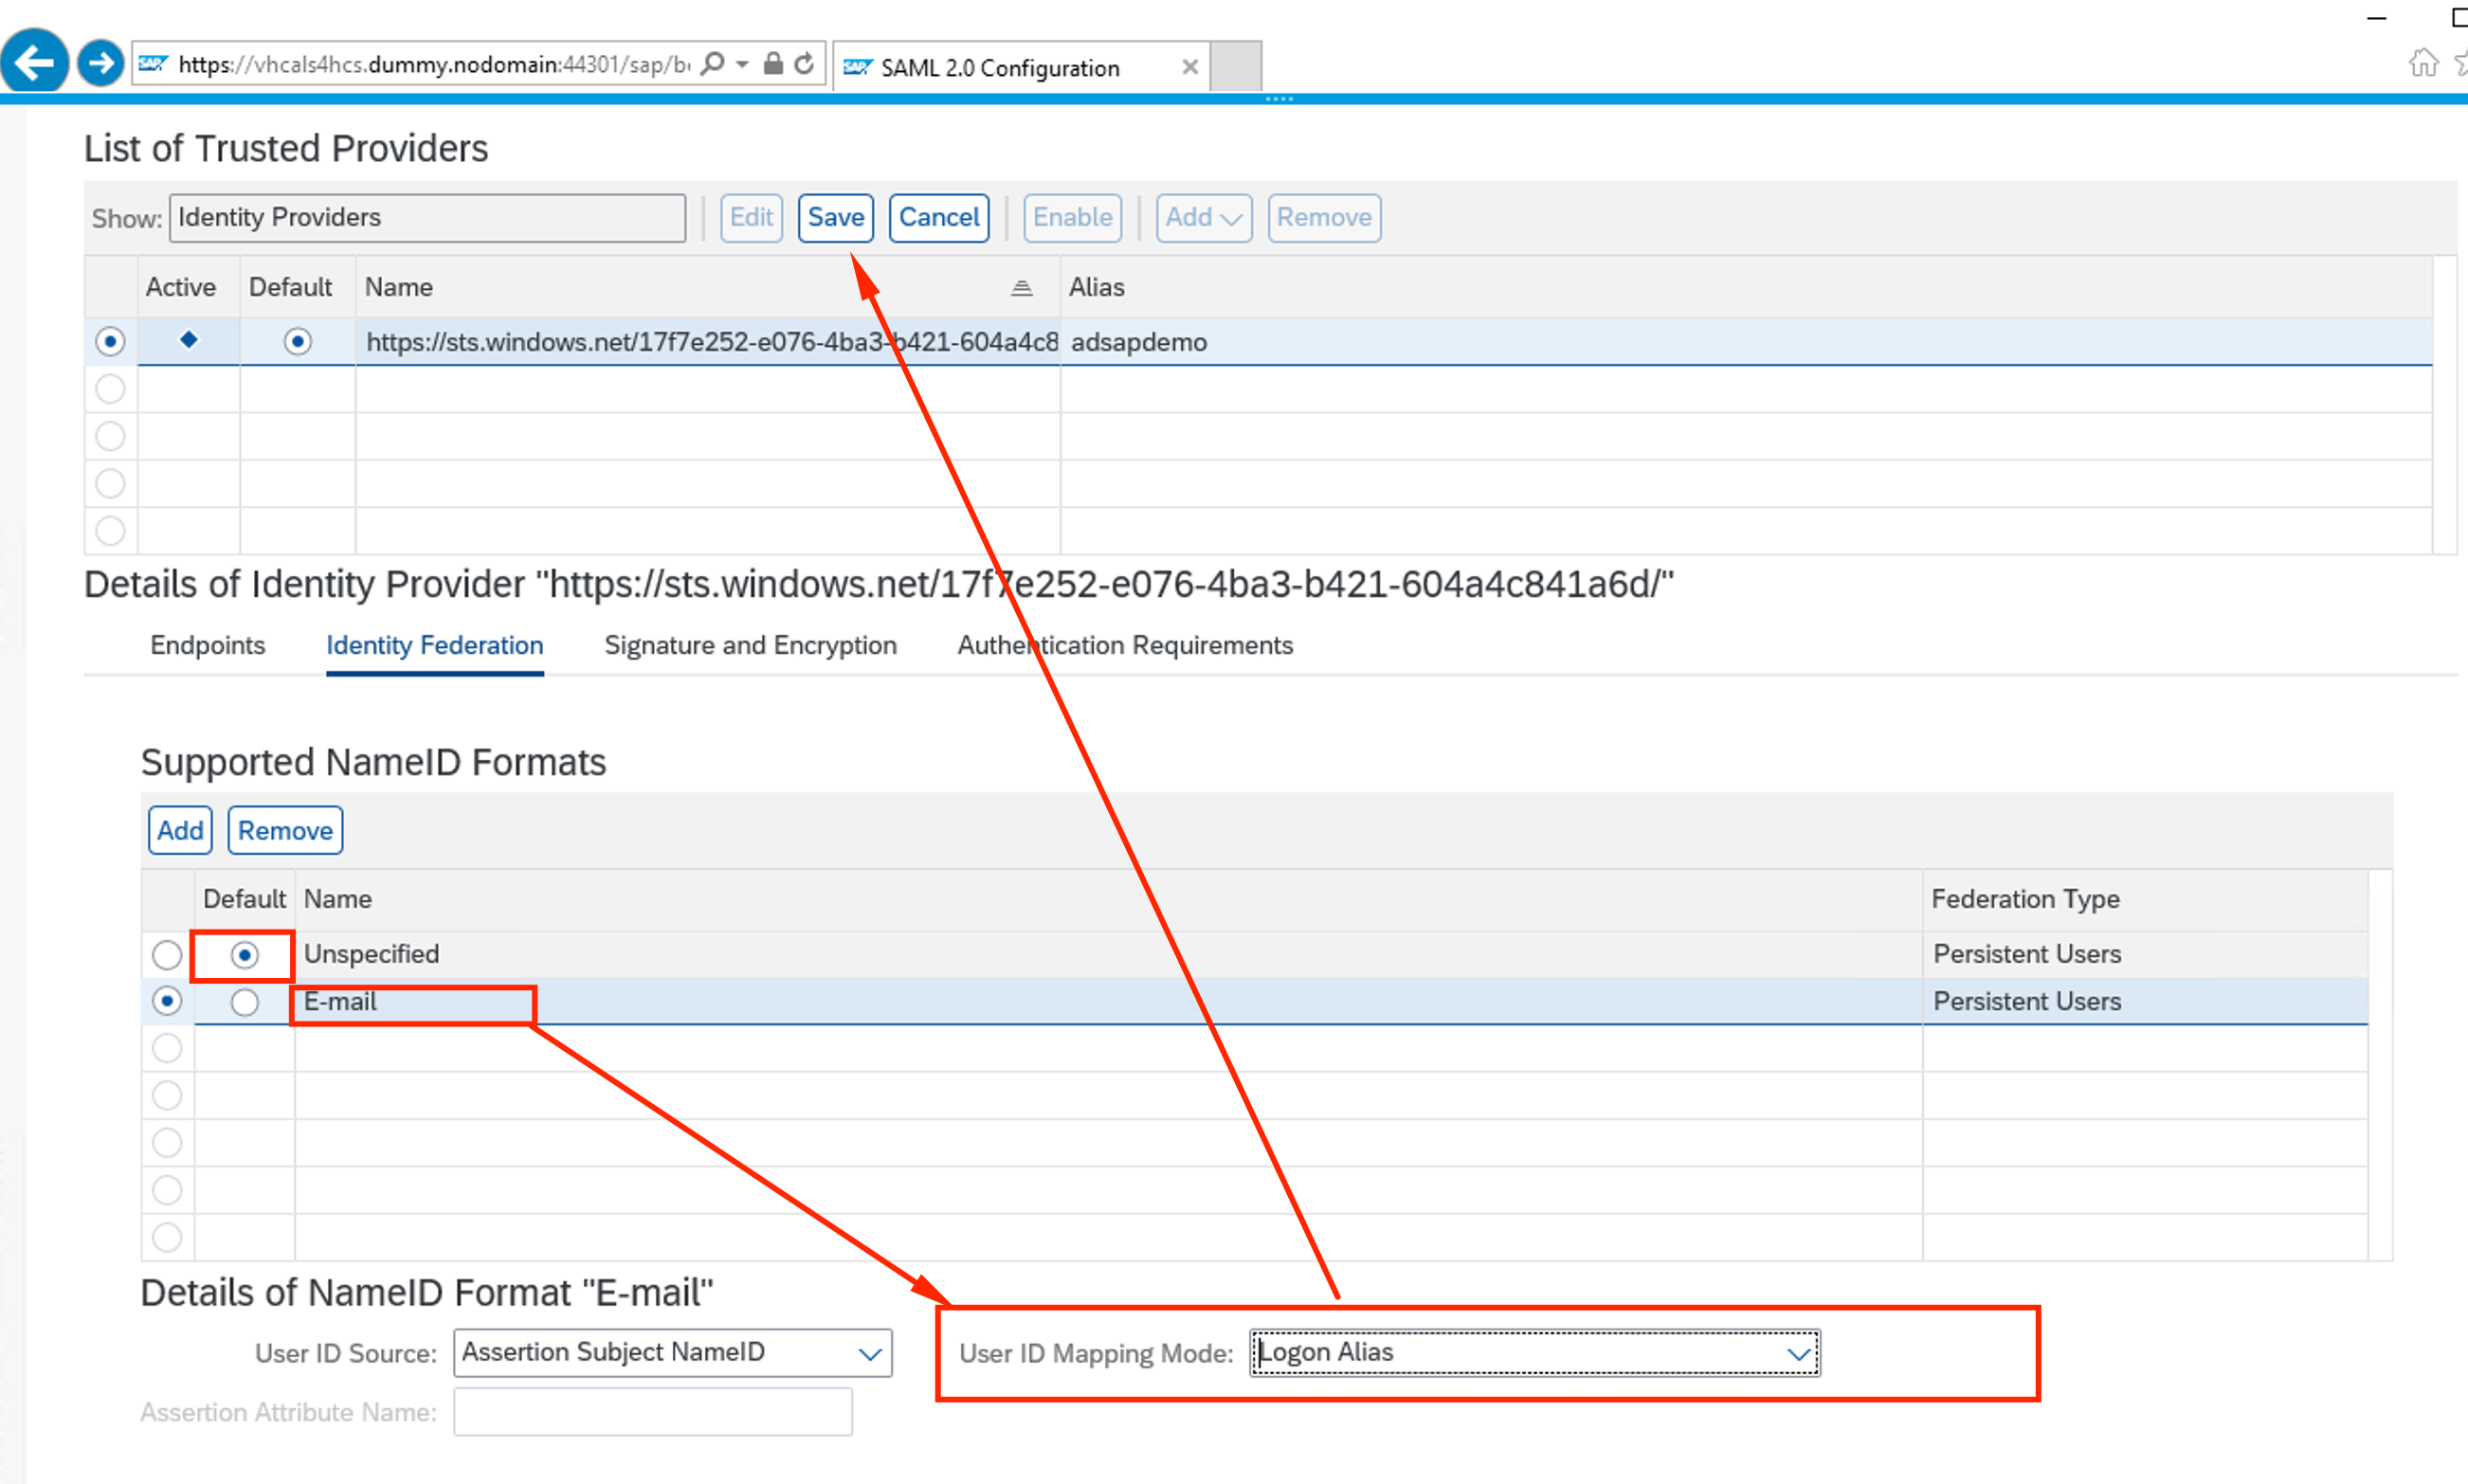 https://vhcals4hcs.dummy.nodomain:44301/sap/b
SAP SAML 2.0 Configuration
List of Trusted Providers
Show: Identity Providers Edit Save Cancel Enable Add Remove
Active Default Name Alias
https://sts.windows.net/17f7e252-e076-4ba3-b421-604a4c8 adsapdemo
Details of Identity Provider "https://sts.windows.net/17f7e252-e076-4ba3-b421-604a4c841a6d/"
Endpoints Identity Federation Signature and Encryption Authentication Requirements
Supported NameID Formats
Add Remove
Default Name Federation Type
Unspecified Persistent Users
E-mail Persistent Users
Details of NameID Format "E-mail"
User ID Source: Assertion Subject NameID User ID Mapping Mode: Logon Alias
Assertion Attribute Name: